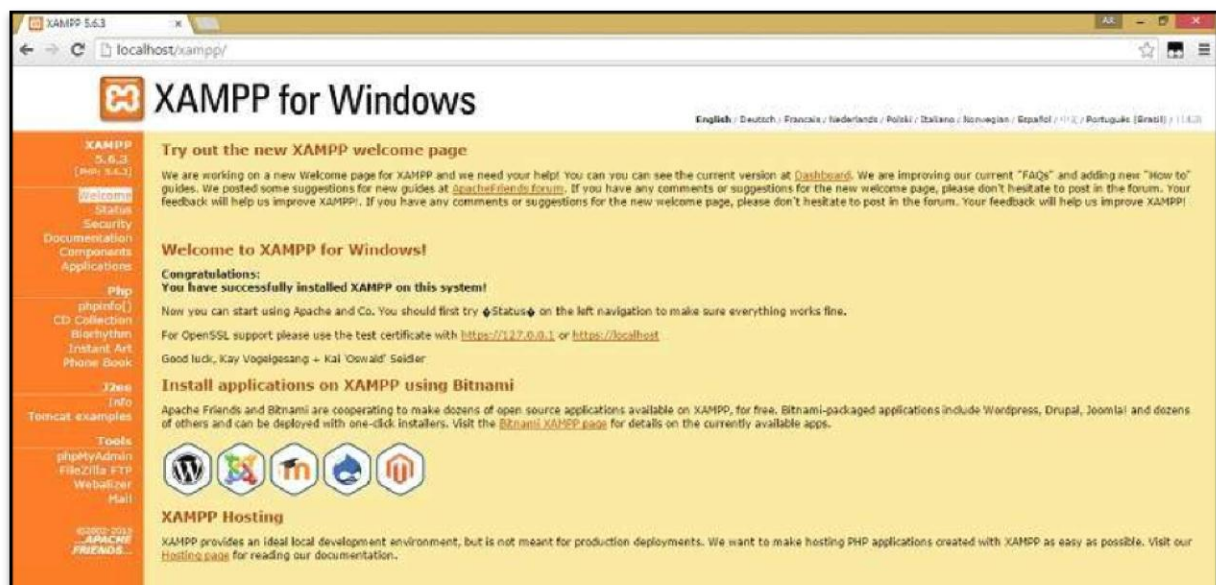 XAMPP 5.6.3
AR
localhost/xampp/
XAMPP for Windows
English / Deutsch / Francais / Nederlands / Polski / Italiano / Norwegian / Español / / Português (Brasil) /
XAMPP
5.6.3
[PHP: 5.6.3]
Welcome
Status
Security
Documentation
Components
Applications
Php
phpinfo()
CD Collection
Biorhythm
Instant Art
Phone Book
J2ee
Info
Tomcat examples
Tools
phpMyAdmin
FileZilla FTP
Webalizer
Mail
©2002-2015
...APACHE
FRIENDS...
Try out the new XAMPP welcome page
We are working on a new Welcome page for XAMPP and we need your help! You can you can see the current version at Dashboard. We are improving our current "FAQs" and adding new "How to"
guides. We posted some suggestions for new guides at ApacheFriends forum. If you have any comments or suggestions for the new welcome page, please don't hesitate to post in the forum. Your
feedback will help us improve XAMPP!. If you have any comments or suggestions for the new welcome page, please don't hesitate to post in the forum. Your feedback will help us improve XAMPP!
Welcome to XAMPP for Windows!
Congratulations:
You have successfully installed XAMPP on this system!
Now you can start using Apache and Co. You should first try �Status� on the left navigation to make sure everything works fine.
For OpenSSL support please use the test certificate with https://127.0.0.1 or https://localhost
Good luck, Kay Vogelgesang + Kai 'Oswald' Seidler
Install applications on XAMPP using Bitnami
Apache Friends and Bitnami are cooperating to make dozens of open source applications available on XAMPP, for free. Bitnami-packaged applications include Wordpress, Drupal, Joomla! and dozens
of others and can be deployed with one-click installers. Visit the Bitnami XAMPP page for details on the currently available apps.
XAMPP Hosting
XAMPP provides an ideal local development environment, but is not meant for production deployments. We want to make hosting PHP applications created with XAMPP as easy as possible. Visit our
Hosting page for reading our documentation.